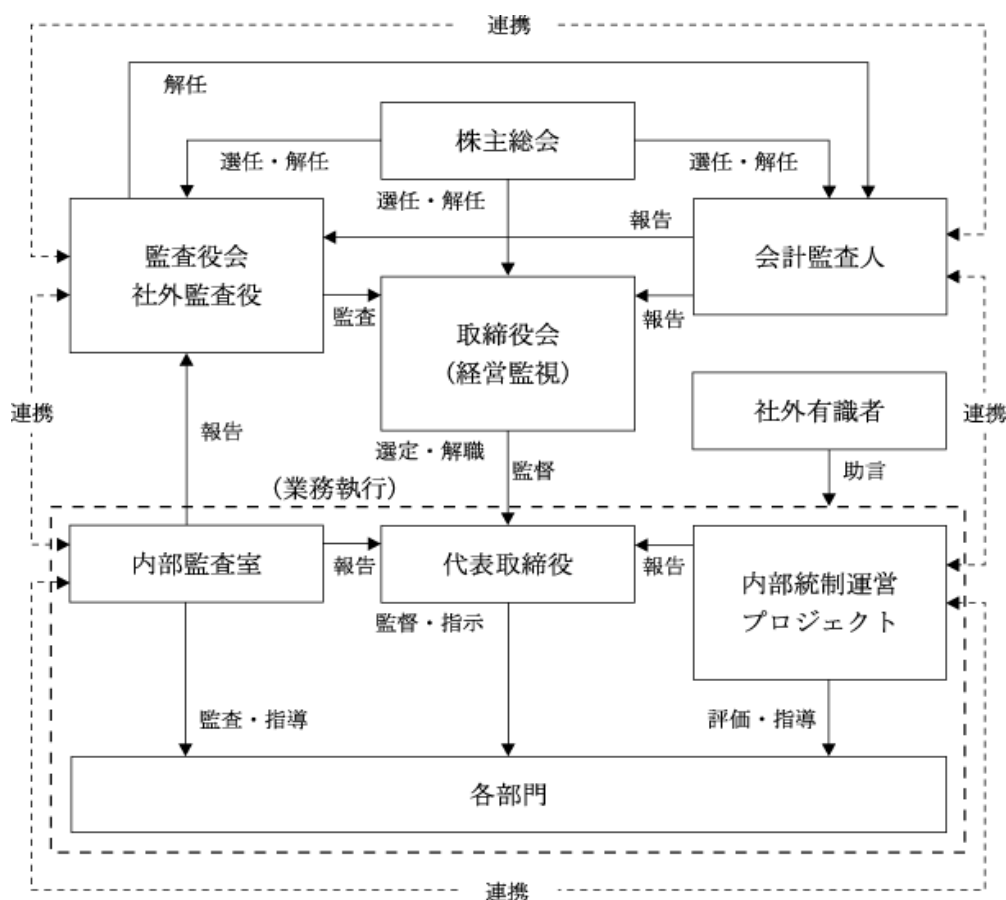 連携
解任
株主総会
選任・解任
選任・解任
選任・解任
報告
監査役会
社外監査役
会計監査人
監査
報告
取締役会
（経営監視）
社外有識者
連携
連携
報告
選定・解職
監督
助言
（業務執行）
内部監査室
報告
代表取締役
報告
内部統制運営
プロジェクト
監督・指示
監査・指導
評価・指導
各部門
連携